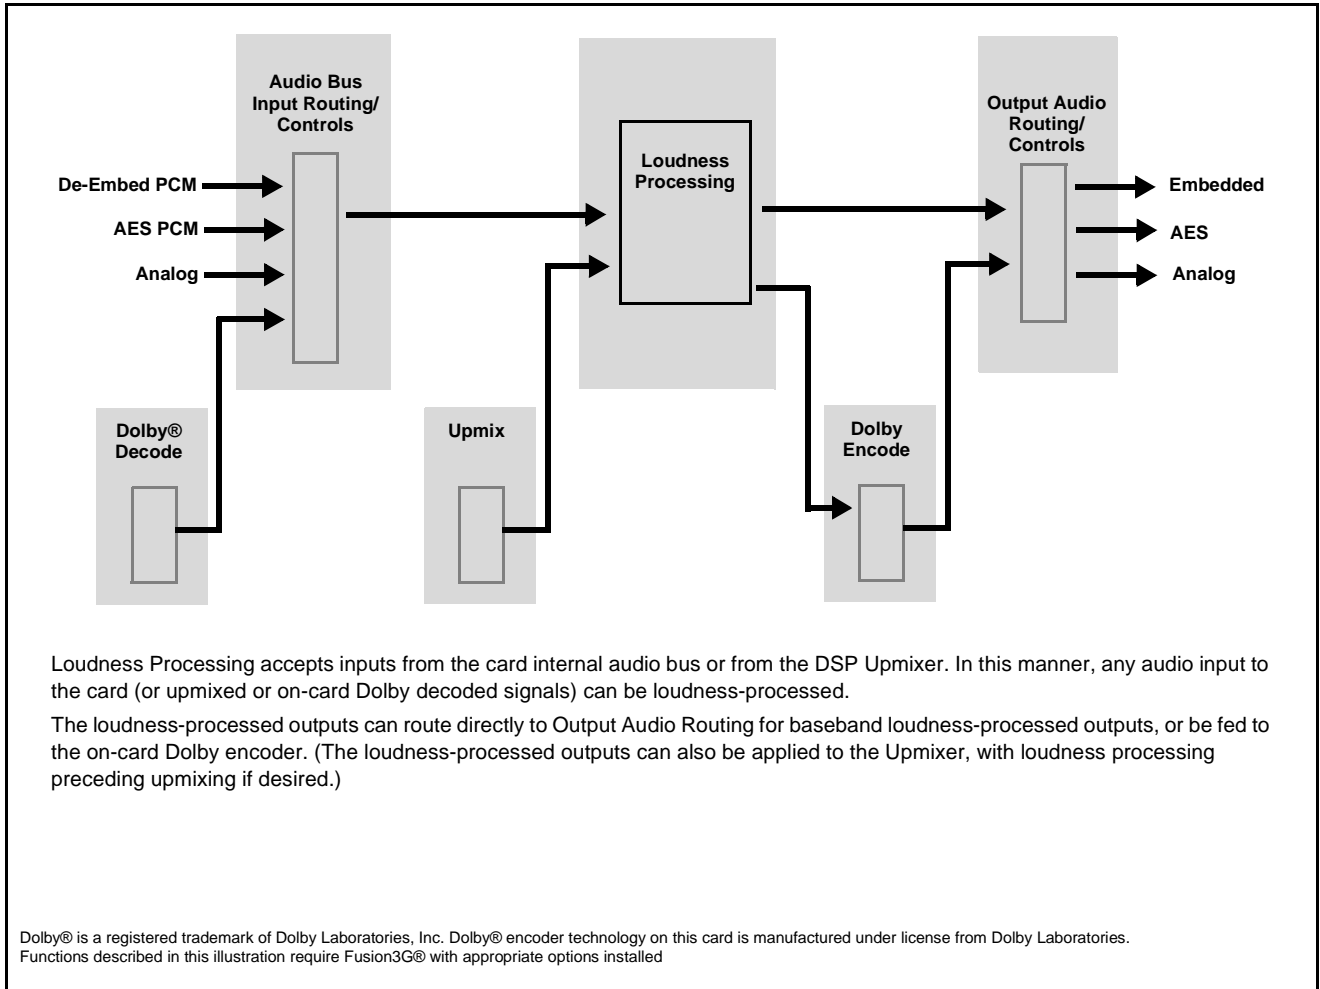 Audio Bus
Input Routing/
Controls
De-Embed PCM
AES PCM
Analog
Loudness
Processing
Output Audio
Routing/
Controls
Embedded
AES
Analog
Dolby®
Decode
Upmix
Dolby
Encode
Loudness Processing accepts inputs from the card internal audio bus or from the DSP Upmixer. In this manner, any audio input to
the card (or upmixed or on-card Dolby decoded signals) can be loudness-processed.
The loudness-processed outputs can route directly to Output Audio Routing for baseband loudness-processed outputs, or be fed to
the on-card Dolby encoder. (The loudness-processed outputs can also be applied to the Upmixer, with loudness processing
preceding upmixing if desired.)
Dolby® is a registered trademark of Dolby Laboratories, Inc. Dolby® encoder technology on this card is manufactured under license from Dolby Laboratories.
Functions described in this illustration require Fusion3G® with appropriate options installed